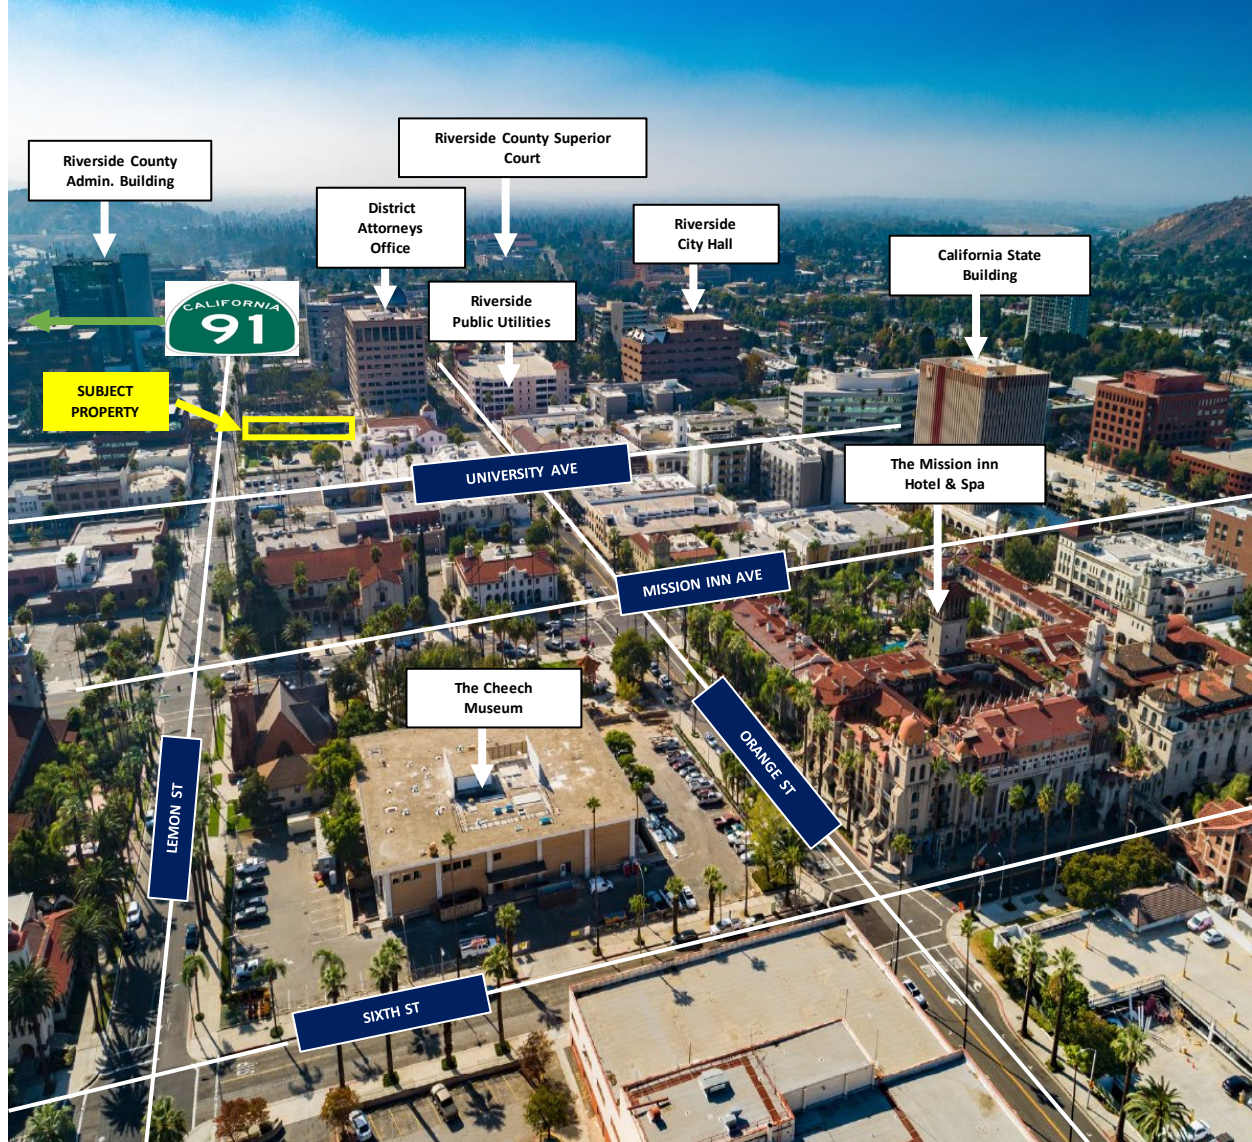 Riverside County Superior
Court
Riverside County
Admin. Building
District
Attorneys
Office
Riverside
City Hall
California State
Building
CALIFORNIA
91
Riverside
Public Utilities
SUBJECT
PROPERTY
UNIVERSITY AVE
The Mission inn
Hotel & Spa
MISSION INN AVE
The Cheech
Museum
ORANGE ST
LEMON ST
SIXTH ST